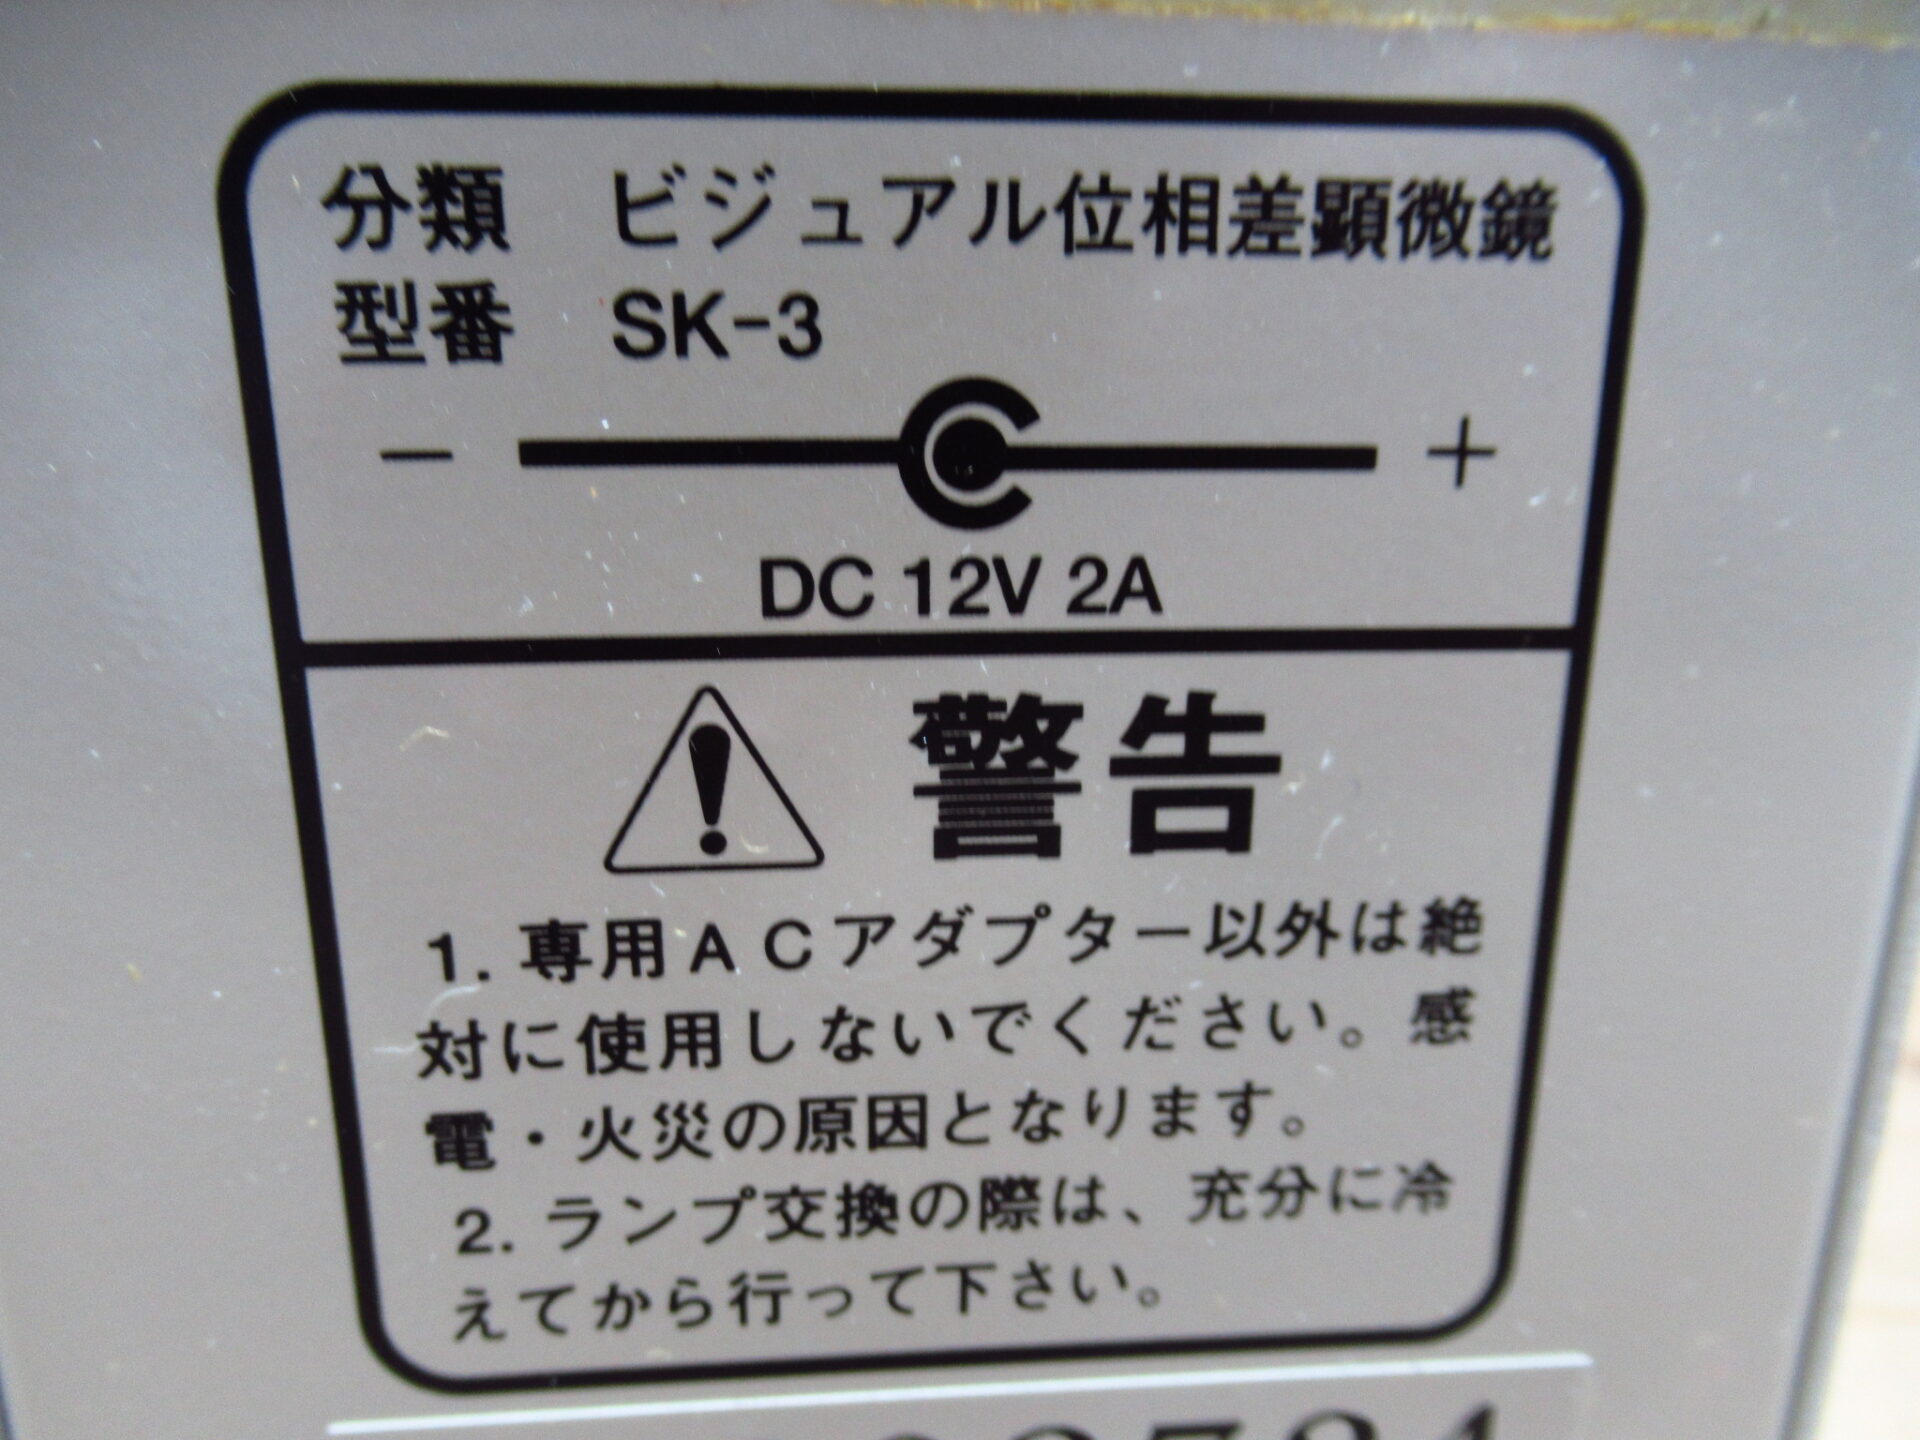 分類 ビジュアル位相差顕微鏡
型番 SK-3
− +
DC 12V 2A
警告
1. 専用ACアダプター以外は絶
対に使用しないでください。感
電・火災の原因となります。
2. ランプ交換の際は、充分に冷
えてから行って下さい。